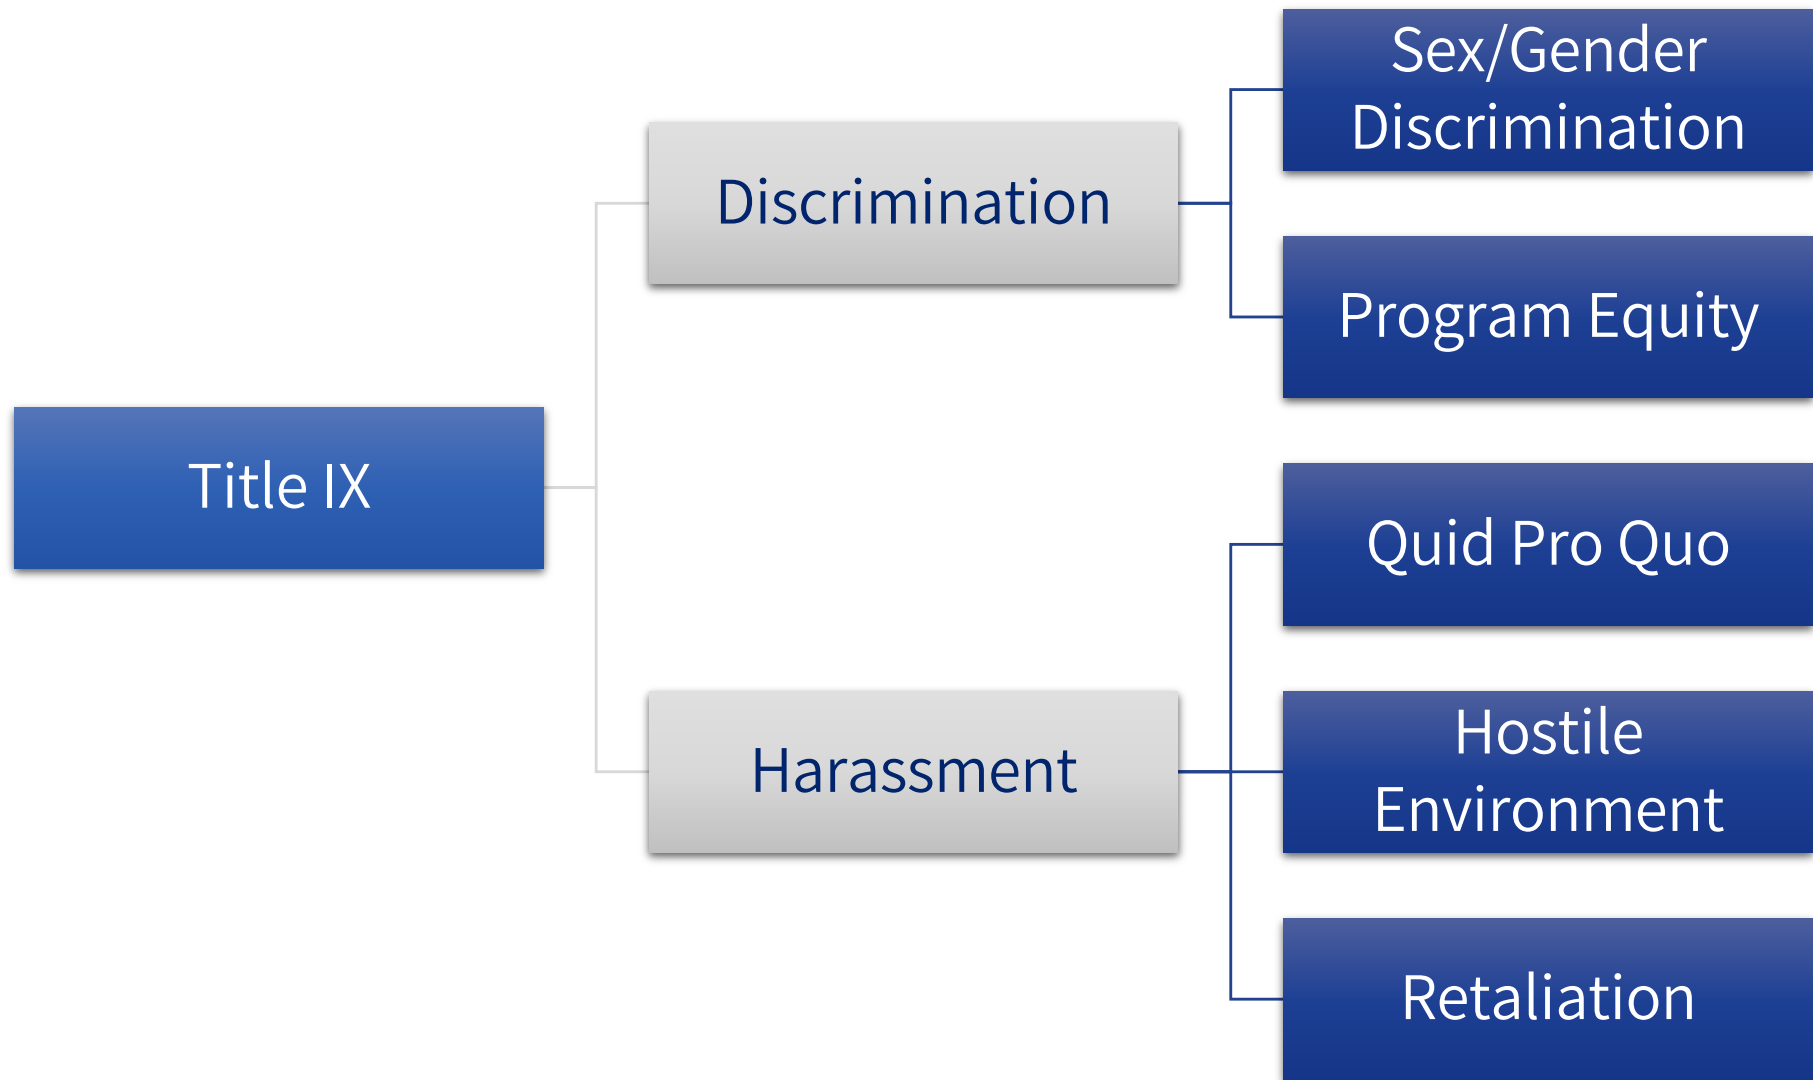 Title IX
Discrimination
Sex/Gender
Discrimination
Program Equity
Harassment
Quid Pro Quo
Hostile
Environment
Retaliation